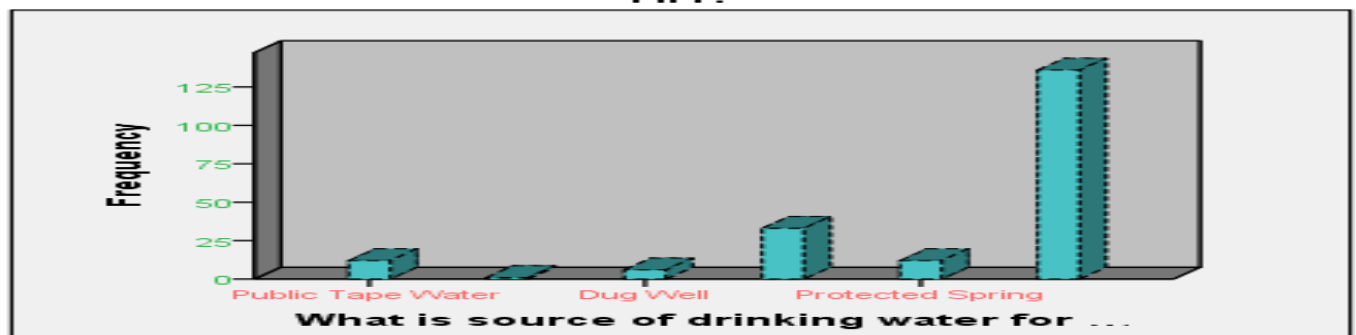 Frequency
125
100
75
50
25
0
Public Tape Water Dug Well Protected Spring
What is source of drinking water for ...